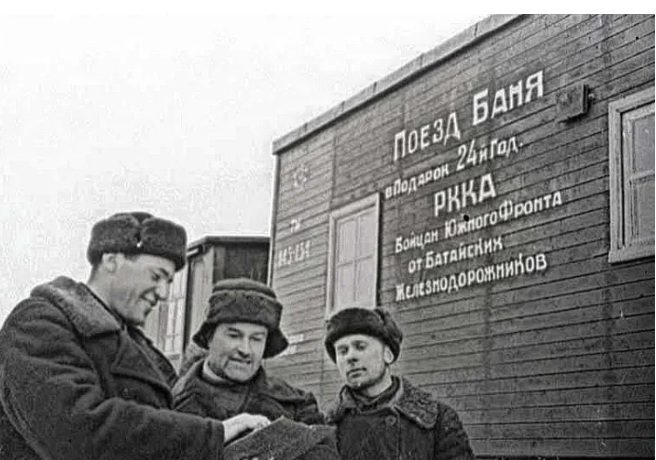 Поезд Баня
в Подарок 24й Год.
РККА
Бойцам Южного Фронта
от Батайских
Железнодорожников